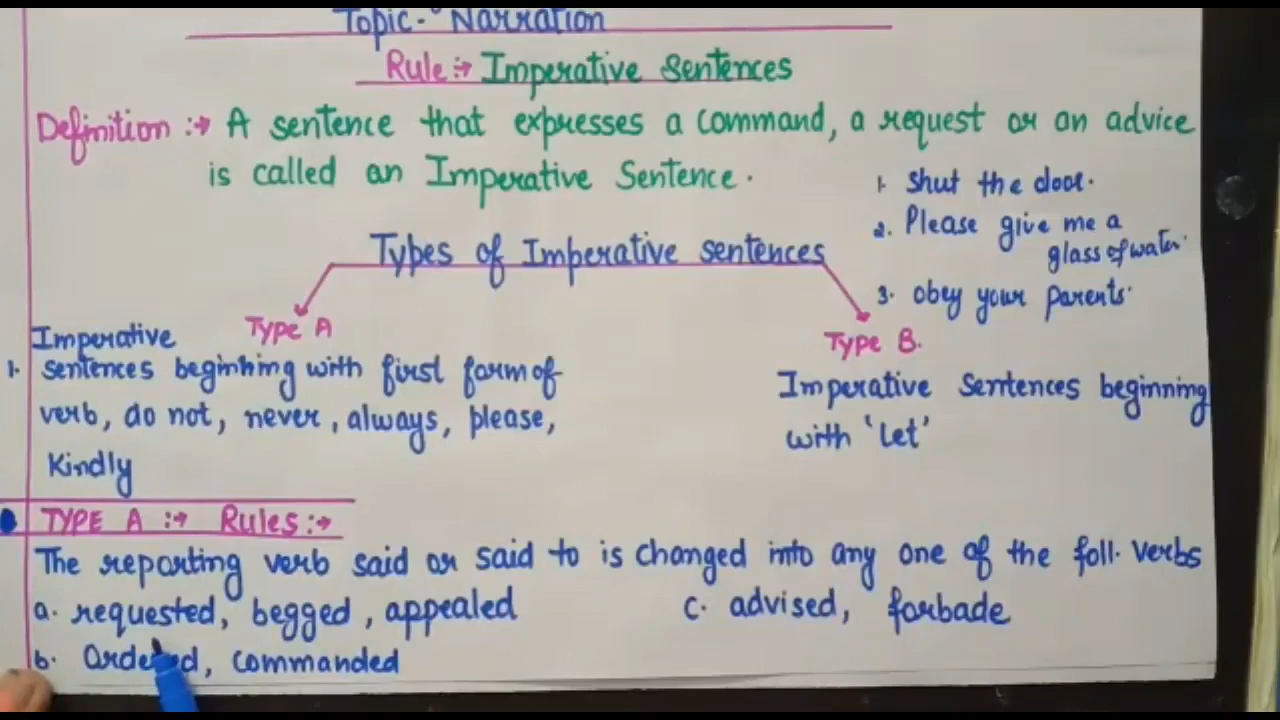 Topic- Narration
Rule:→ Imperative Sentences
Definition :→ A sentence that expresses a command, a request or an advice
is called an Imperative Sentence.
1. Shut the door.
2. Please give me a
glass of water.
3. obey your parents.
Types of Imperative sentences
Type A
Imperative
1. sentences beginning with first form of
verb, do not, never, always, please,
Kindly
Type B.
Imperative Sentences beginning
with 'Let'
TYPE A :→ Rules:→
The reporting verb said or said to is changed into any one of the foll. verbs
a. requested, begged, appealed
c. advised, forbade
b. Ordered, commanded